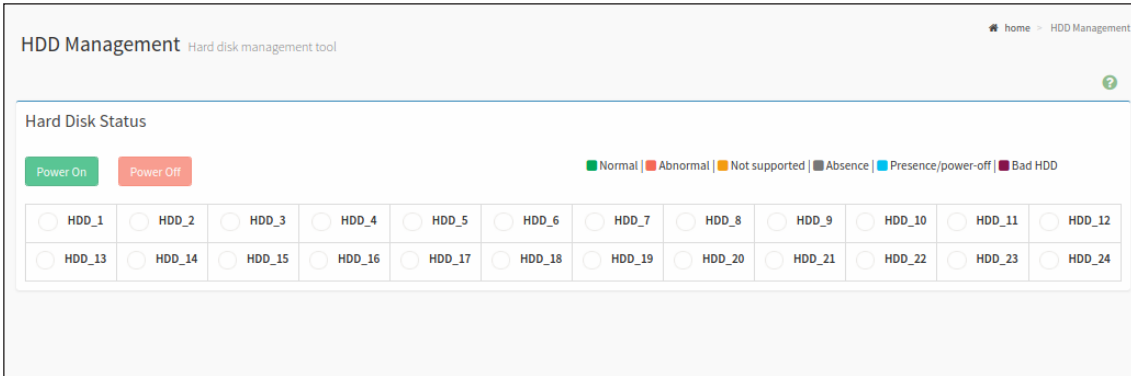 home > HDD Management
HDD Management Hard disk management tool
Hard Disk Status
Power On Power Off Normal | Abnormal | Not supported | Absence | Presence/power-off | Bad HDD
HDD_1 HDD_2 HDD_3 HDD_4 HDD_5 HDD_6 HDD_7 HDD_8 HDD_9 HDD_10 HDD_11 HDD_12
HDD_13 HDD_14 HDD_15 HDD_16 HDD_17 HDD_18 HDD_19 HDD_20 HDD_21 HDD_22 HDD_23 HDD_24